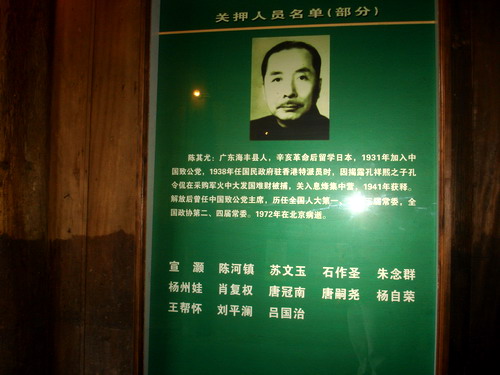 关押人员名单(部分)
陈其尤：广东海丰县人，辛亥革命后留学日本，1931年加入中
国致公党，1938年任国民政府驻香港特派员时，因揭露孔祥熙之子孔
令侃在采购军火中大发国难财被捕，关入息烽集中营，1941年获释。
解放后曾任中国致公党主席，历任全国人大第一、 三届常委，全
国政协第二、四届常委。1972年在北京病逝。
宣 灏 陈河镇 苏文玉 石作圣 朱念群
杨州娃 肖复权 唐冠南 唐嗣尧 杨自荣
王帮怀 刘平澜 吕国治